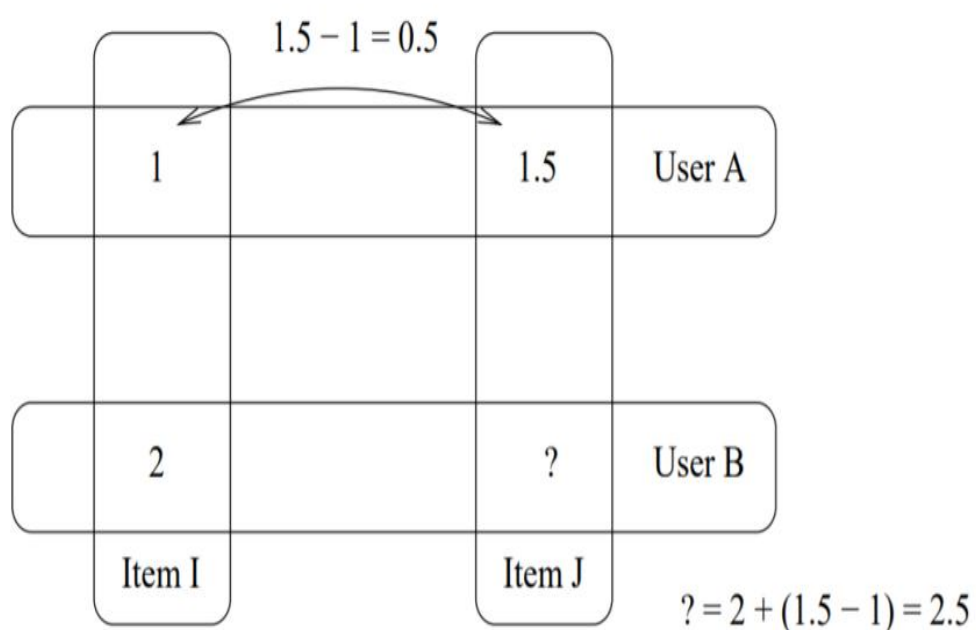 1.5 − 1 = 0.5
1 1.5 User A
2 ? User B
Item I Item J
? = 2 + (1.5 − 1) = 2.5